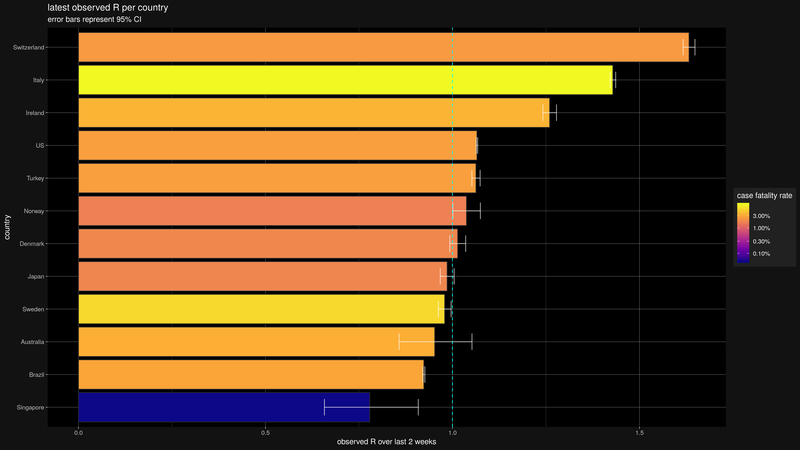 latest observed R per country
error bars represent 95% CI
country
Switzerland
Italy
Ireland
US
Turkey
Norway
Denmark
Japan
Sweden
Australia
Brazil
Singapore
0.0
0.5
1.0
1.5
observed R over last 2 weeks
case fatality rate
3.00%
1.00%
0.30%
0.10%